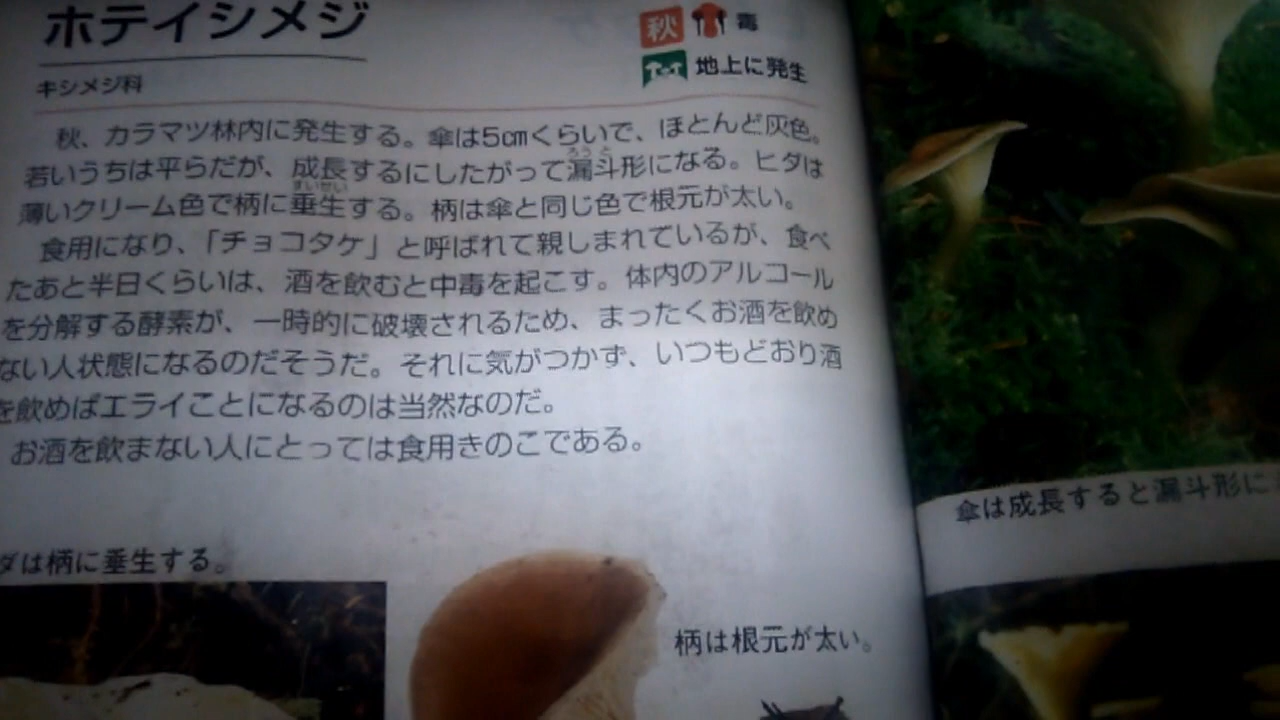 ホテイシメジ
秋 毒
キシメジ科
地上に発生
秋、カラマツ林内に発生する。傘は5cmくらいで、ほとんど灰色。
若いうちは平らだが、成長するにしたがって漏斗形になる。ヒダは
薄いクリーム色で柄に垂生する。柄は傘と同じ色で根元が太い。
食用になり、「チョコタケ」と呼ばれて親しまれているが、食べ
たあと半日くらいは、酒を飲むと中毒を起こす。体内のアルコール
を分解する酵素が、一時的に破壊されるため、まったくお酒を飲め
ない人状態になるのだそうだ。それに気がつかず、いつもどおり酒
を飲めばエライことになるのは当然なのだ。
お酒を飲まない人にとっては食用きのこである。
ダは柄に垂生する。
柄は根元が太い。
傘は成長すると漏斗形に